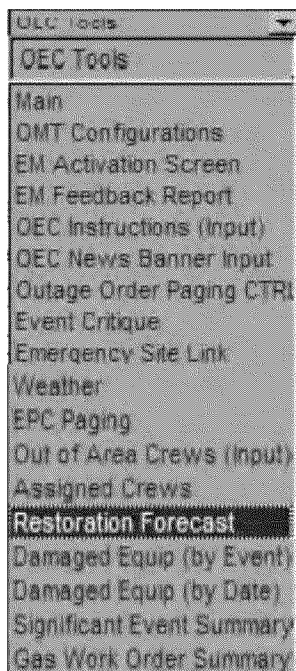 OEC Tools
OEC Tools
Main
OMT Configurations
EM Activation Screen
EM Feedback Report
OEC Instructions (Input)
OEC News Banner Input
Outage Order Paging CTRL
Event Critique
Emergency Site Link
Weather
EPC Paging
Out of Area Crews (Input)
Assigned Crews
Restoration Forecast
Damaged Equip (by Event)
Damaged Equip (by Date)
Significant Event Summary
Gas Work Order Summary